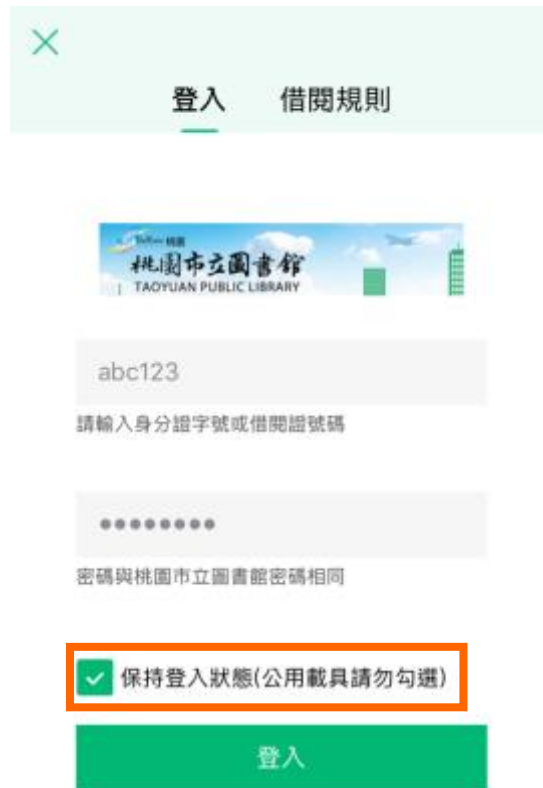 登入 借閱規則
TaoYuan 桃園
桃園市立圖書館
TAOYUAN PUBLIC LIBRARY
abc123
請輸入身分證字號或借閱證號碼
密碼與桃園市立圖書館密碼相同
保持登入狀態(公用載具請勿勾選)
登入